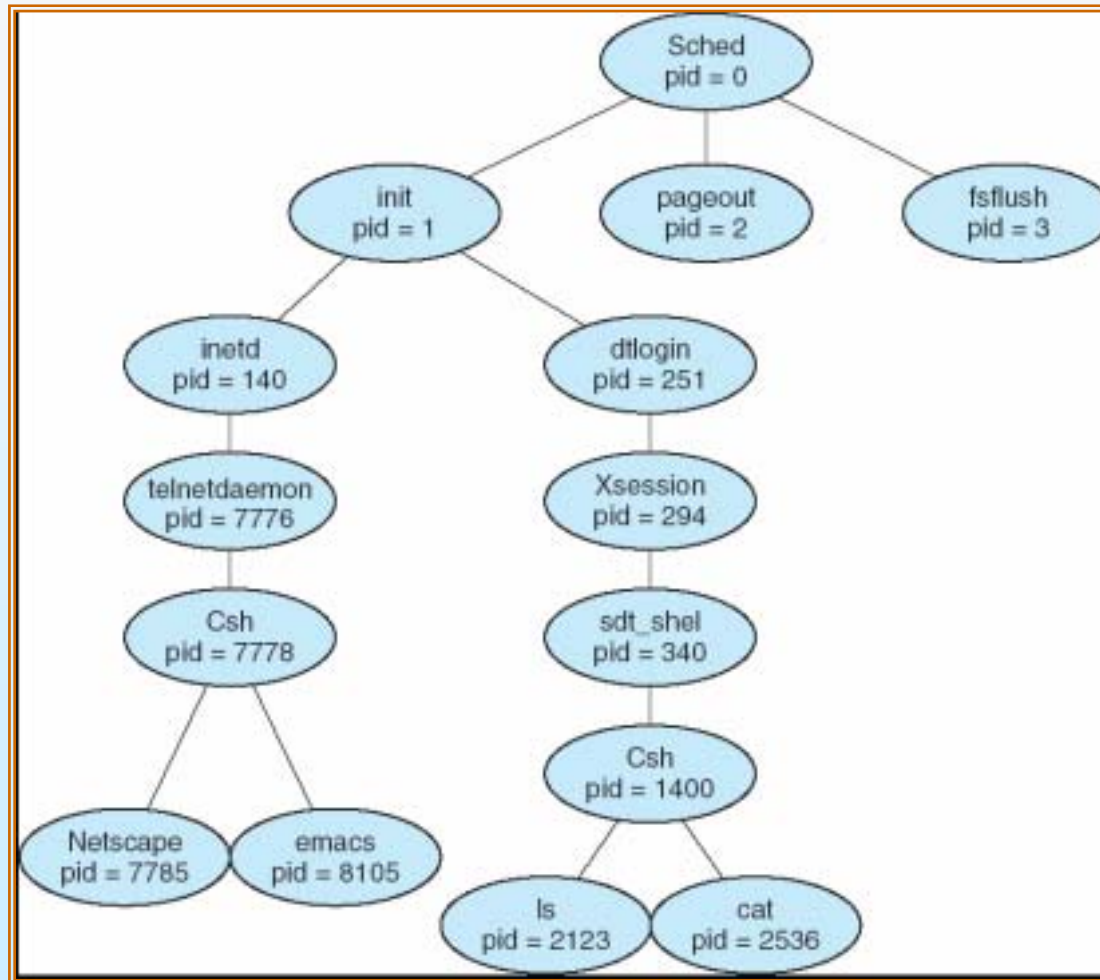 Sched
pid = 0
init
pid = 1
pageout
pid = 2
fsflush
pid = 3
inetd
pid = 140
dtlogin
pid = 251
telnetdaemon
pid = 7776
Xsession
pid = 294
Csh
pid = 7778
sdt_shel
pid = 340
Csh
pid = 1400
Netscape
pid = 7785
emacs
pid = 8105
ls
pid = 2123
cat
pid = 2536